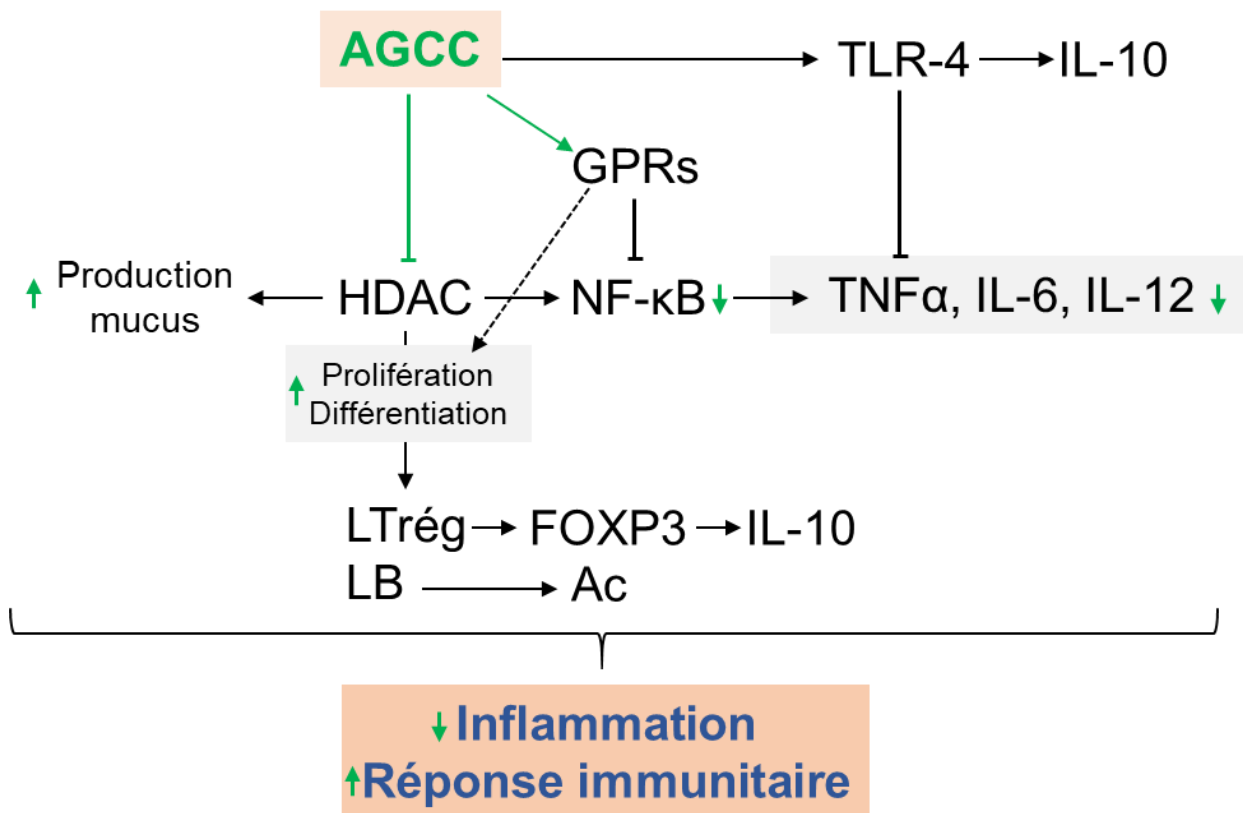 AGCC
TLR-4
IL-10
GPRs
Production
mucus
HDAC
NF-κB
TNFα, IL-6, IL-12
Prolifération
Différentiation
LTrég
FOXP3
IL-10
LB
Ac
Inflammation
Réponse immunitaire